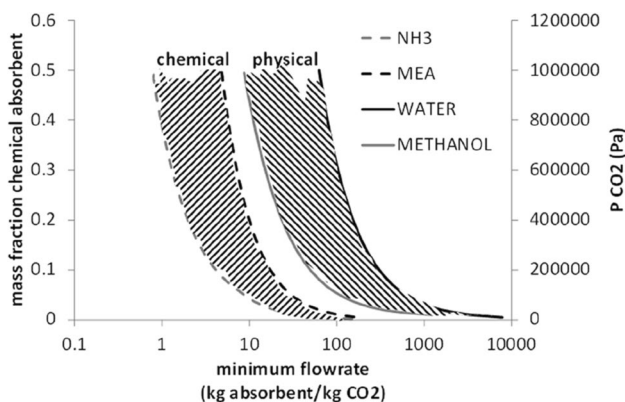 0.6
0.5
0.4
0.3
0.2
0.1
0
mass fraction chemical absorbent
chemical physical
NH3
MEA
WATER
METHANOL
1200000
1000000
800000
600000
400000
200000
0
P CO2 (Pa)
0.1 1 10 100 1000 10000
minimum flowrate
(kg absorbent/kg CO2)